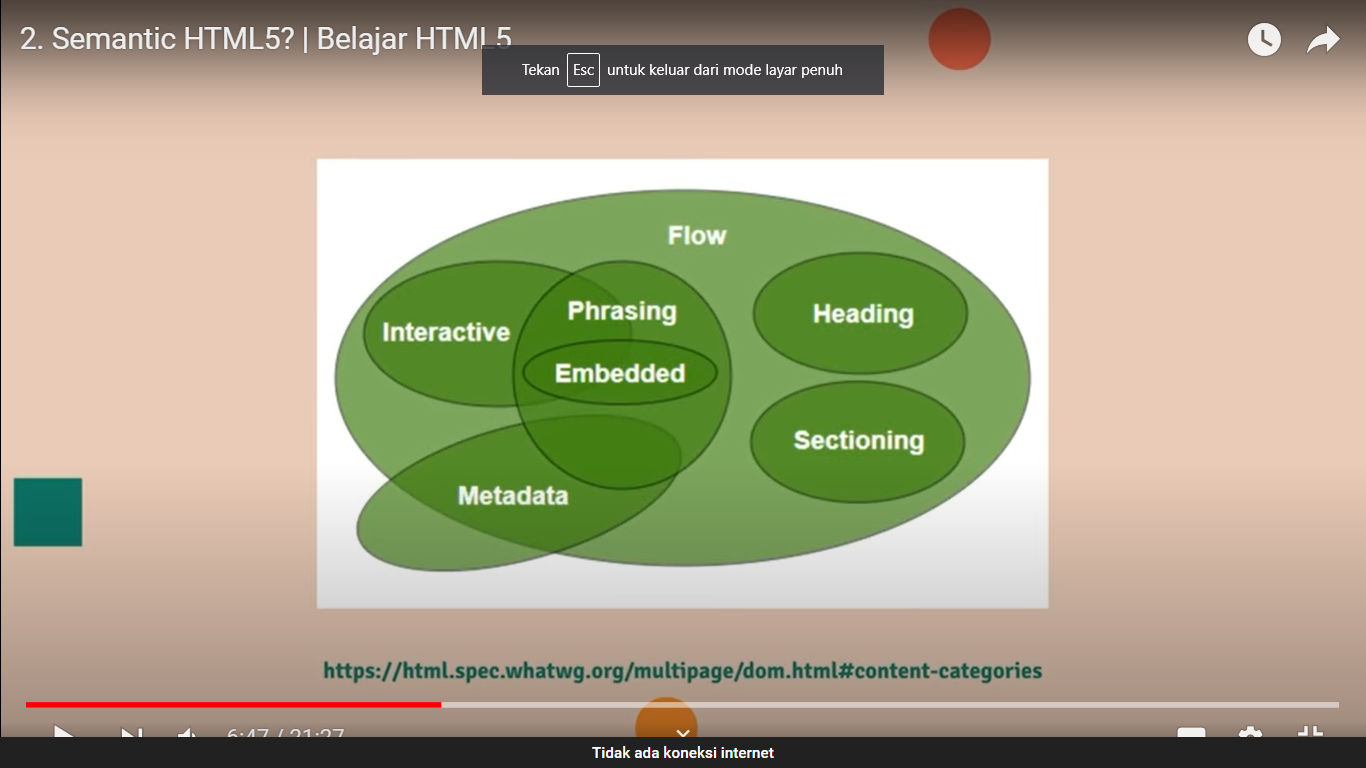 2. Semantic HTML5? | Belajar HTML5
Tekan Esc untuk keluar dari mode layar penuh
Flow
Phrasing
Heading
Interactive
Embedded
Sectioning
Metadata
https://html.spec.whatwg.org/multipage/dom.html#content-categories
6:47 / 21:27
Tidak ada koneksi internet